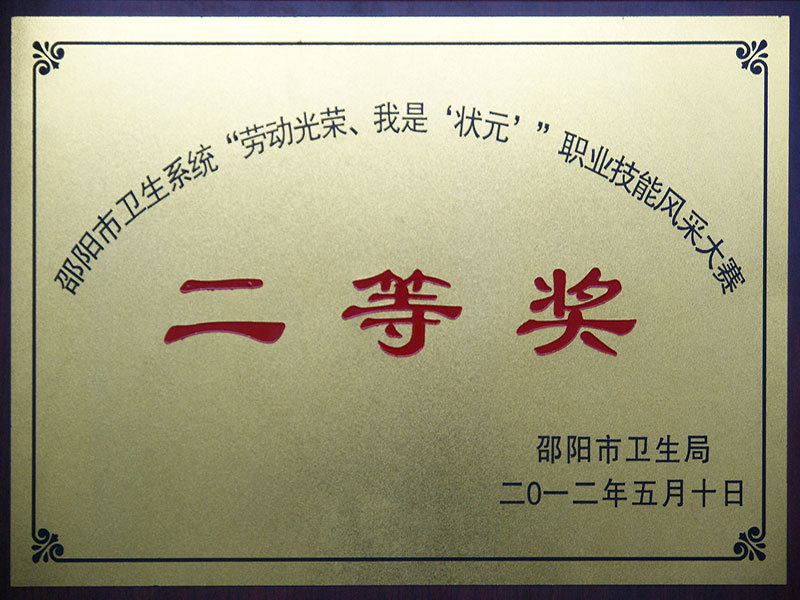 邵阳市卫生系统“劳动光荣、我是‘状元’”职业技能风采大赛
二等奖
邵阳市卫生局
二0一二年五月十日